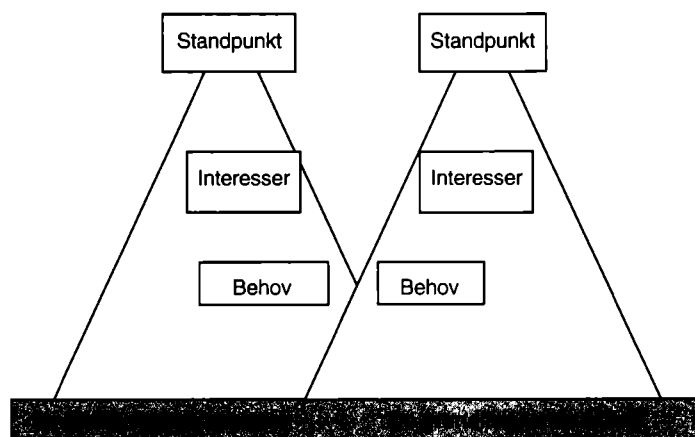 Standpunkt
Standpunkt
Interesser
Interesser
Behov
Behov